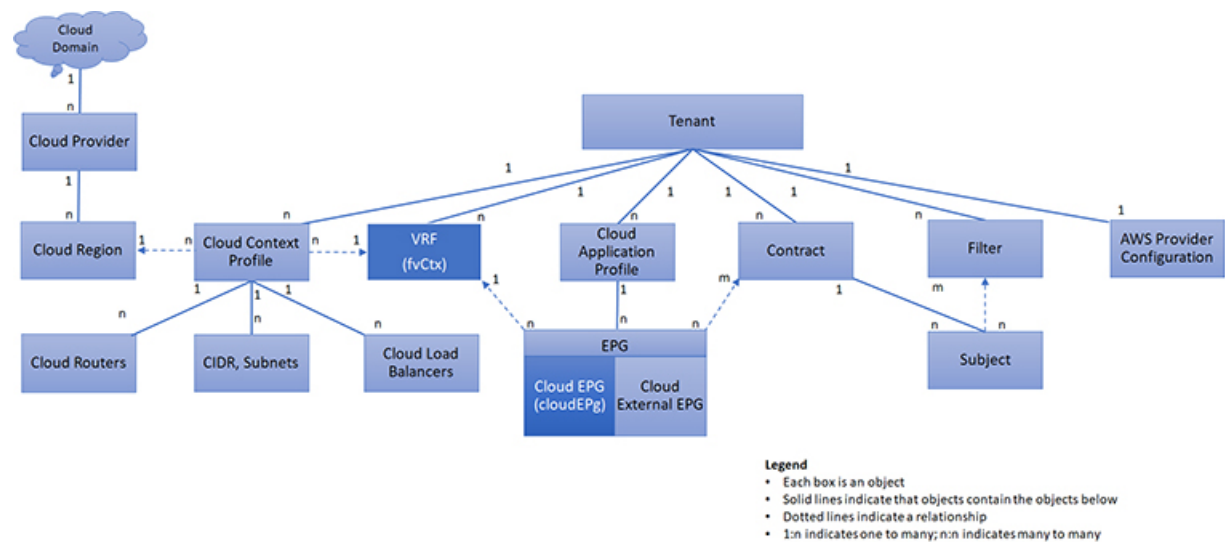 Cloud
Domain
1
n
Cloud Provider
Tenant
1
1
1
1
1
1
1
n
n
n
n
n
n
1
Cloud Region
1
n
Cloud Context
Profile
n
1
VRF
(fvCtx)
Cloud
Application
Profile
Contract
Filter
AWS Provider
Configuration
1
1
1
1
1
m
1
m
n
n
n
n
n
n
n
n
Cloud Routers
CIDR, Subnets
Cloud Load
Balancers
EPG
Cloud EPG
(cloudEPg)
Cloud
External EPG
Subject
Legend
• Each box is an object
• Solid lines indicate that objects contain the objects below
• Dotted lines indicate a relationship
• 1:n indicates one to many; n:n indicates many to many